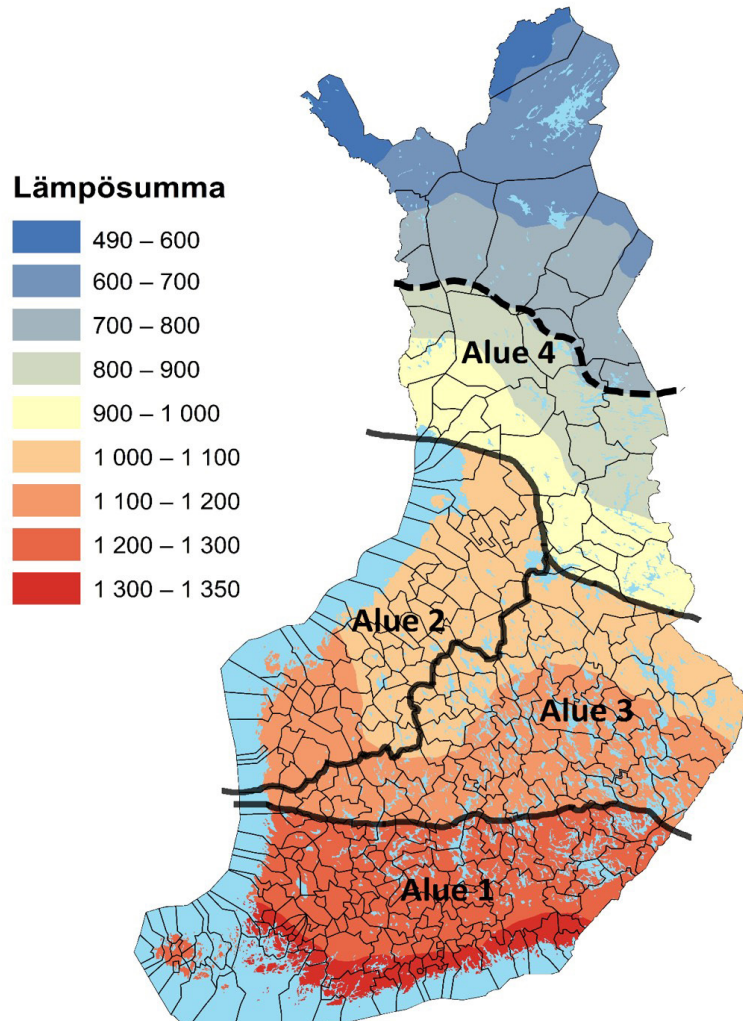 Lämpösumma
490 – 600
600 – 700
700 – 800
800 – 900
900 – 1 000
1 000 – 1 100
1 100 – 1 200
1 200 – 1 300
1 300 – 1 350
Alue 4
Alue 2
Alue 3
Alue 1